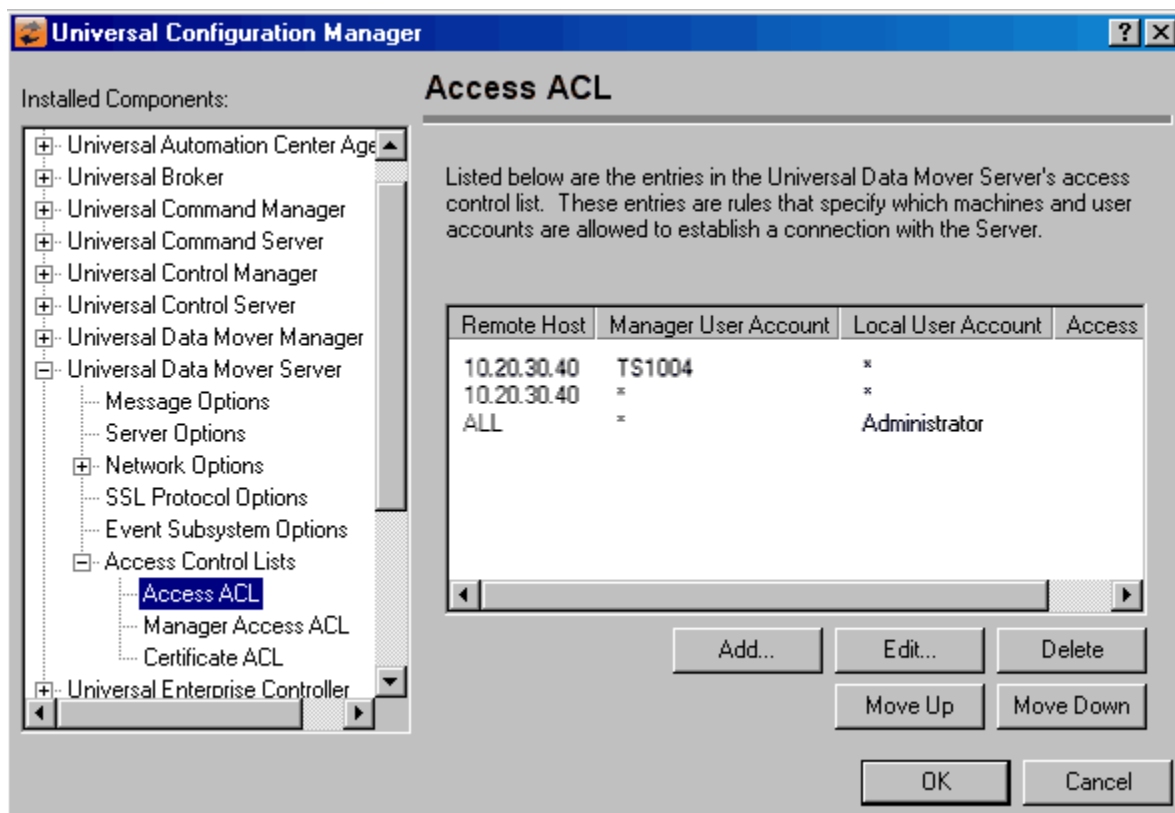 Universal Configuration Manager
Installed Components:
Universal Automation Center Age
Universal Broker
Universal Command Manager
Universal Command Server
Universal Control Manager
Universal Control Server
Universal Data Mover Manager
Universal Data Mover Server
Message Options
Server Options
Network Options
SSL Protocol Options
Event Subsystem Options
Access Control Lists
Access ACL
Manager Access ACL
Certificate ACL
Universal Enterprise Controller
Access ACL
Listed below are the entries in the Universal Data Mover Server's access
control list. These entries are rules that specify which machines and user
accounts are allowed to establish a connection with the Server.
Remote Host Manager User Account Local User Account Access
10.20.30.40 TS1004 *
10.20.30.40 * *
ALL * Administrator
Add... Edit... Delete
Move Up Move Down
OK Cancel